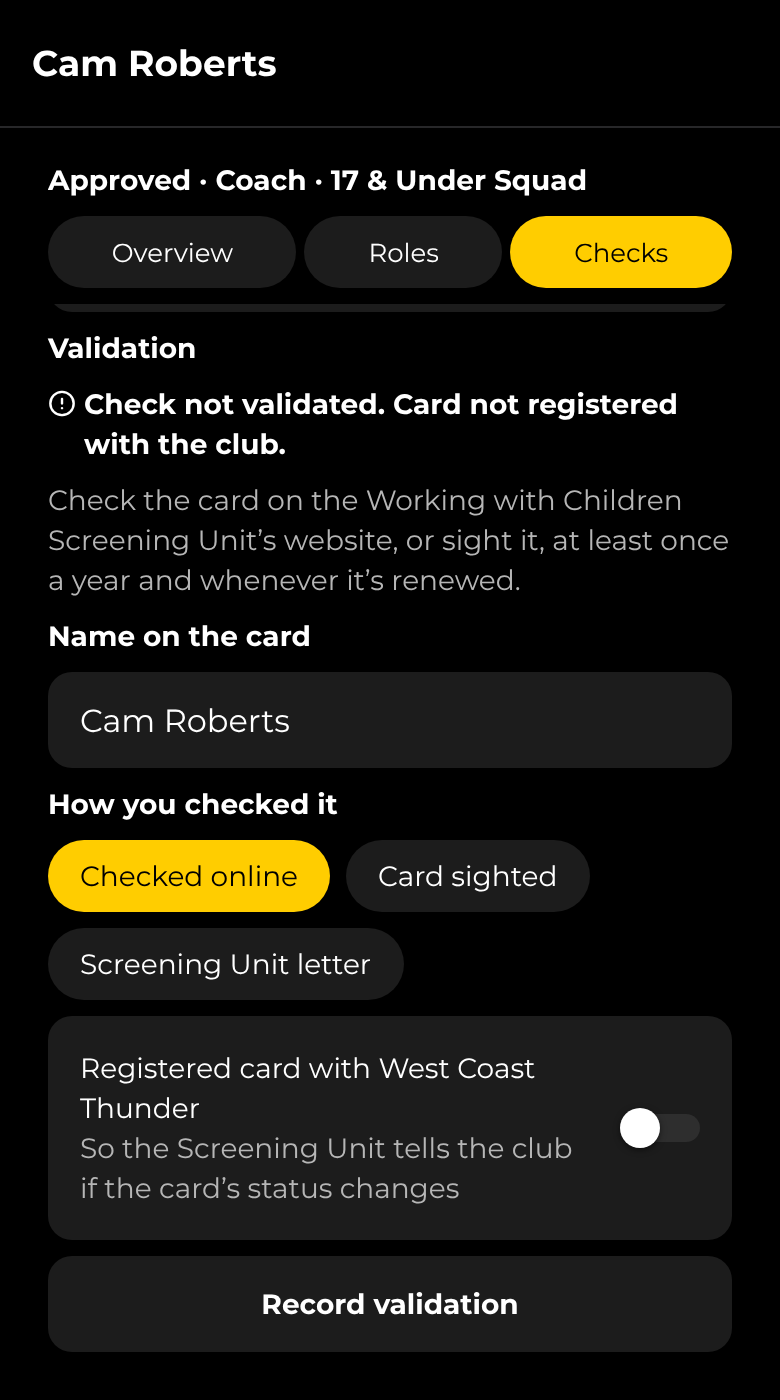 Cam Roberts
Approved · Coach · 17 & Under Squad
Overview
Roles
Checks
Validation
Check not validated. Card not registered
with the club.
Check the card on the Working with Children
Screening Unit’s website, or sight it, at least once
a year and whenever it’s renewed.
Name on the card
Cam Roberts
How you checked it
Checked online
Card sighted
Screening Unit letter
Registered card with West Coast
Thunder
So the Screening Unit tells the club
if the card’s status changes
Record validation